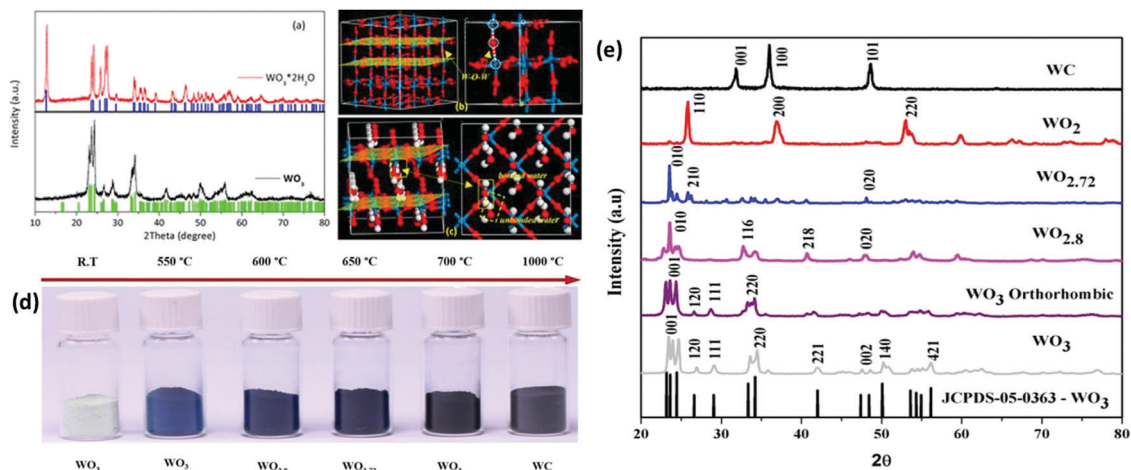 (a)
Intensity (a.u.)
WO3*2H2O
WO3
10 20 30 40 50 60 70 80
2Theta (degree)
W-O-W
(b)
bonded water
unbonded water
(c)
R.T 550 °C 600 °C 650 °C 700 °C 1000 °C
(d)
WO3 WO3 WC
(e)
Intensity (a.u)
001 100 101
WC
110 200 220
WO2
010 210 020
WO2.72
010 116 218 020
WO2.8
001 120 111 220
WO3 Orthorhombic
001 120 111 220 221 002 140 421
WO3
JCPDS-05-0363 - WO3
20 30 40 50 60 70 80
2θ